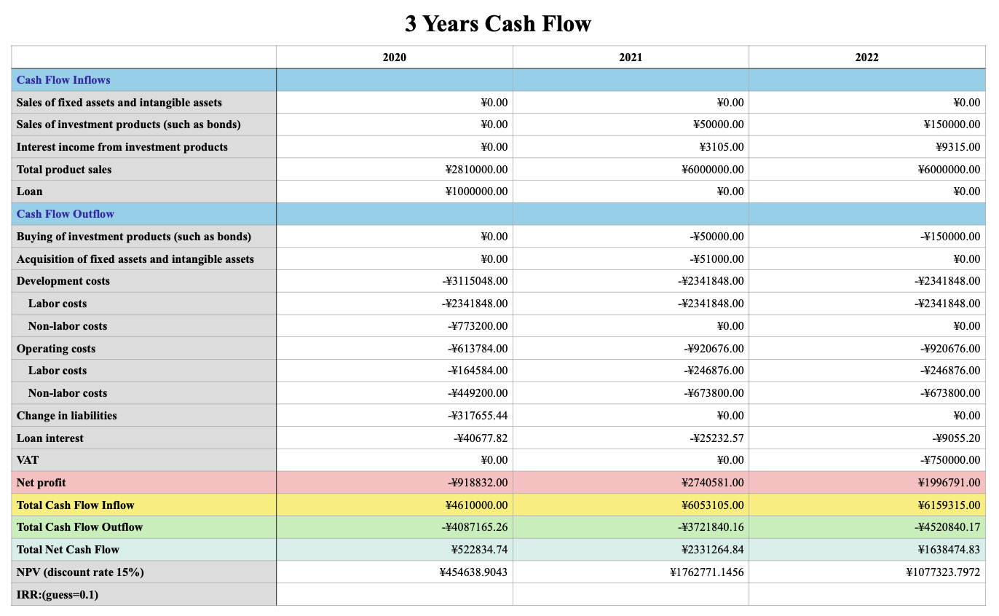 3 Years Cash Flow
2020 2021 2022
Cash Flow Inflows
Sales of fixed assets and intangible assets ¥0.00 ¥0.00 ¥0.00
Sales of investment products (such as bonds) ¥0.00 ¥50000.00 ¥150000.00
Interest income from investment products ¥0.00 ¥3105.00 ¥9315.00
Total product sales ¥2810000.00 ¥6000000.00 ¥6000000.00
Loan ¥1000000.00 ¥0.00 ¥0.00
Cash Flow Outflow
Buying of investment products (such as bonds) ¥0.00 -¥50000.00 -¥150000.00
Acquisition of fixed assets and intangible assets ¥0.00 -¥51000.00 ¥0.00
Development costs -¥3115048.00 -¥2341848.00 -¥2341848.00
Labor costs -¥2341848.00 -¥2341848.00 -¥2341848.00
Non-labor costs -¥773200.00 ¥0.00 ¥0.00
Operating costs -¥613784.00 -¥920676.00 -¥920676.00
Labor costs -¥164584.00 -¥246876.00 -¥246876.00
Non-labor costs -¥449200.00 -¥673800.00 -¥673800.00
Change in liabilities -¥317655.44 ¥0.00 ¥0.00
Loan interest -¥40677.82 -¥25232.57 -¥9055.20
VAT ¥0.00 ¥0.00 -¥750000.00
Net profit -¥918832.00 ¥2740581.00 ¥1996791.00
Total Cash Flow Inflow ¥4610000.00 ¥6053105.00 ¥6159315.00
Total Cash Flow Outflow -¥4087165.26 -¥3721840.16 -¥4520840.17
Total Net Cash Flow ¥522834.74 ¥2331264.84 ¥1638474.83
NPV (discount rate 15%) ¥454638.9043 ¥1762771.1456 ¥1077323.7972
IRR:(guess=0.1)